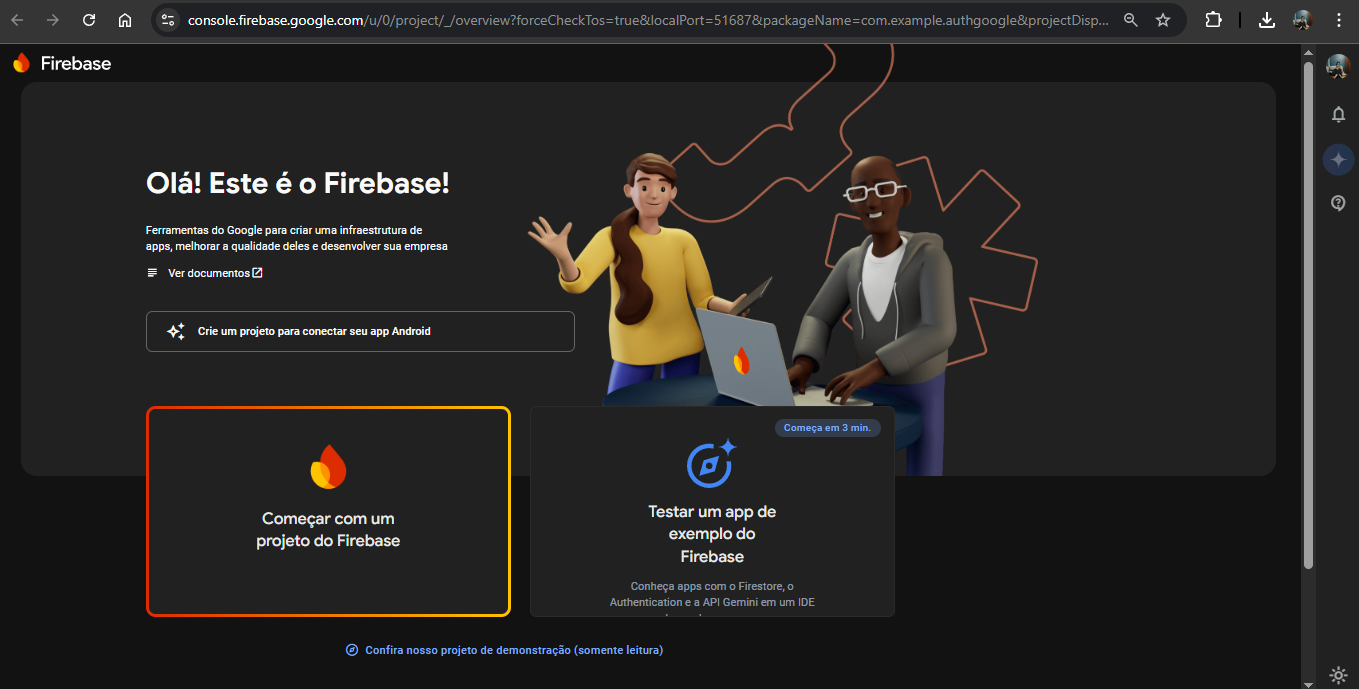 console.firebase.google.com/u/0/project/_/overview?forceCheckTos=true&localPort=51687&packageName=com.example.authgoogle&projectDisp...
Firebase
Olá! Este é o Firebase!
Ferramentas do Google para criar uma infraestrutura de
apps, melhorar a qualidade deles e desenvolver sua empresa
Ver documentos
Crie um projeto para conectar seu app Android
Começar com um
projeto do Firebase
Começa em 3 min.
Testar um app de
exemplo do
Firebase
Conheça apps com o Firestore, o
Authentication e a API Gemini em um IDE
Confira nosso projeto de demonstração (somente leitura)